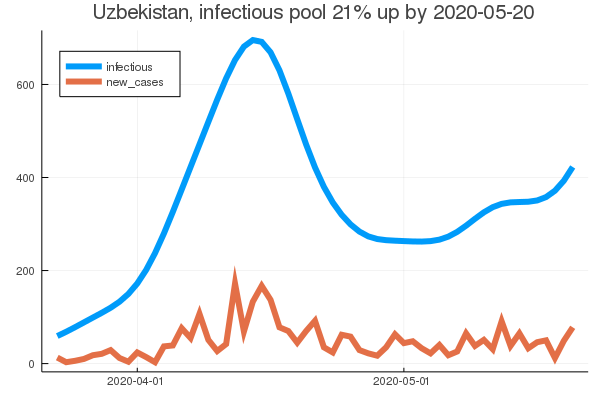 Uzbekistan, infectious pool 21% up by 2020-05-20
infectious
new_cases
600
400
200
0
2020-04-01 2020-05-01